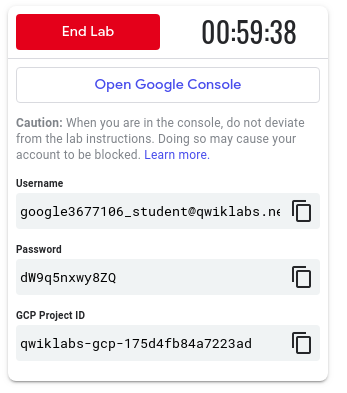 End Lab
00:59:38
Open Google Console
Caution: When you are in the console, do not deviate
from the lab instructions. Doing so may cause your
account to be blocked. Learn more.
Username
google3677106_student@qwiklabs.ne
Password
dW9q5nxwy8ZQ
GCP Project ID
qwiklabs-gcp-175d4fb84a7223ad